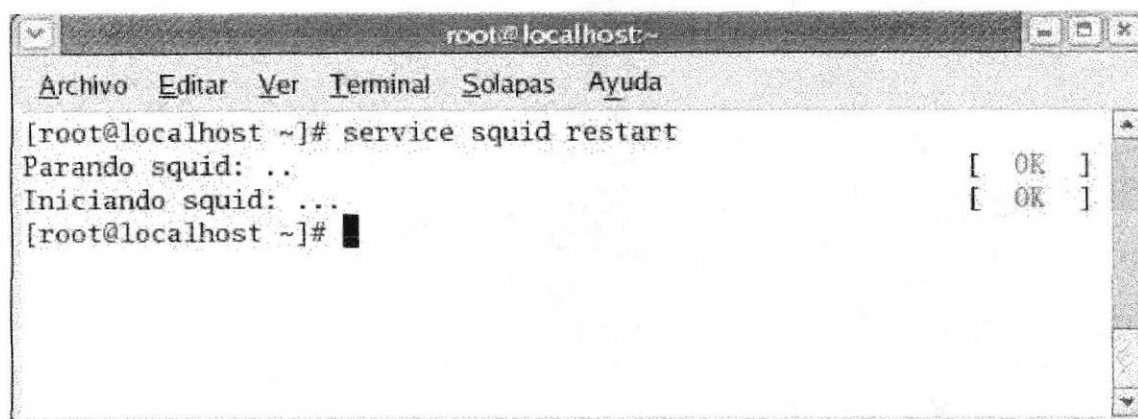 root@localhost:~
Archivo Editar Ver Terminal Solapas Ayuda
[root@localhost ~]# service squid restart
Parando squid: .. [ OK ]
Iniciando squid: ... [ OK ]
[root@localhost ~]#